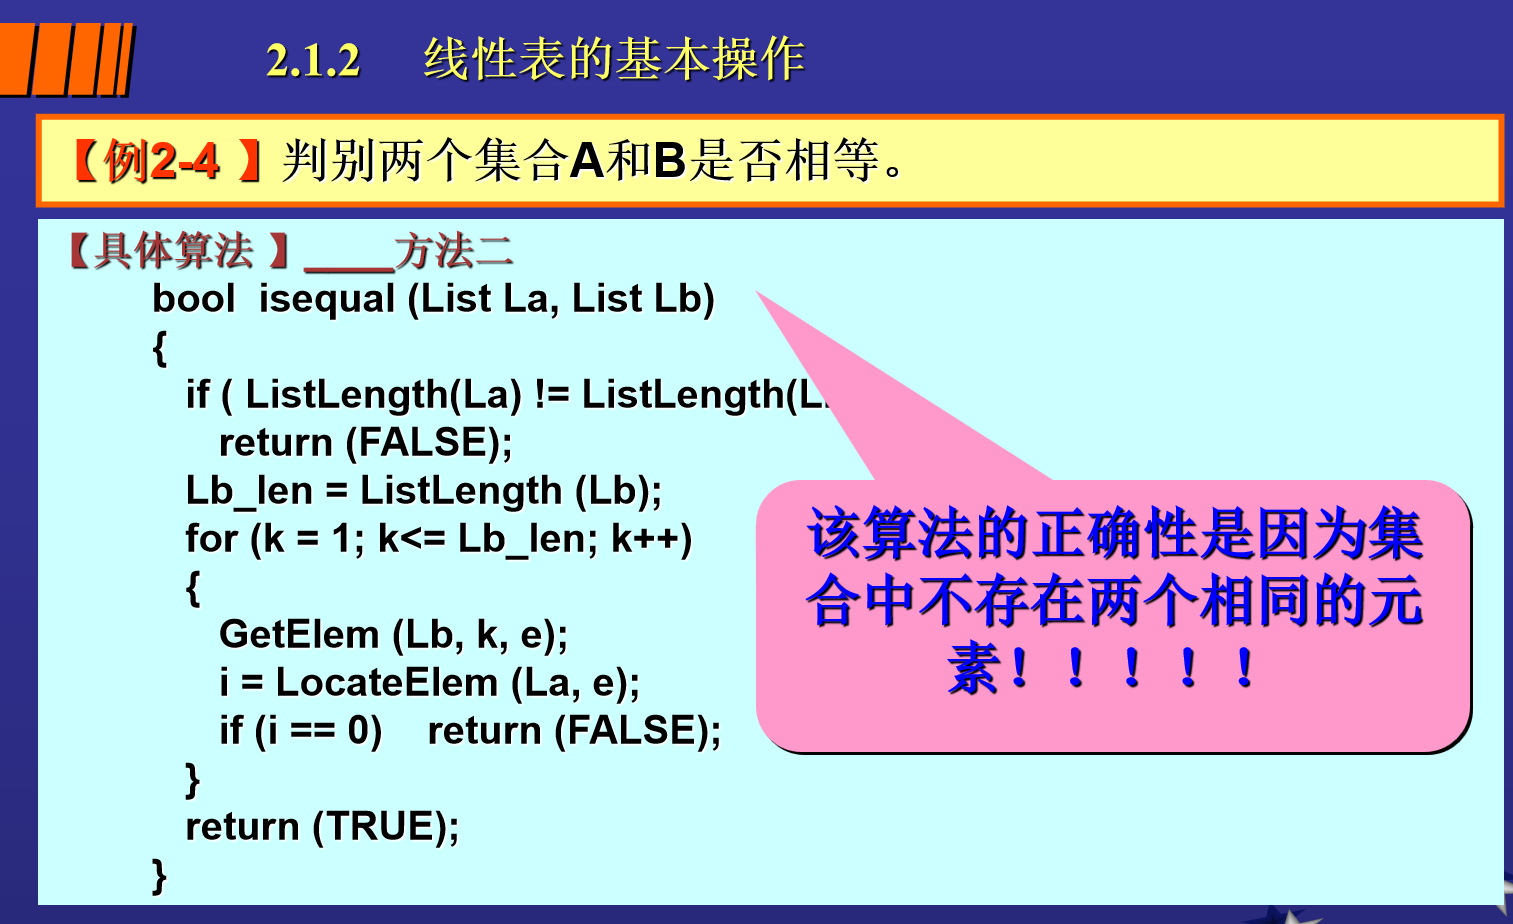 2.1.2 线性表的基本操作
【例2-4 】判别两个集合A和B是否相等。
【具体算法 】____方法二
bool isequal (List La, List Lb)
{
if ( ListLength(La) != ListLength(L
return (FALSE);
Lb_len = ListLength (Lb);
for (k = 1; k<= Lb_len; k++)
{
GetElem (Lb, k, e);
i = LocateElem (La, e);
if (i == 0) return (FALSE);
}
return (TRUE);
}
该算法的正确性是因为集
合中不存在两个相同的元
素！！！！！